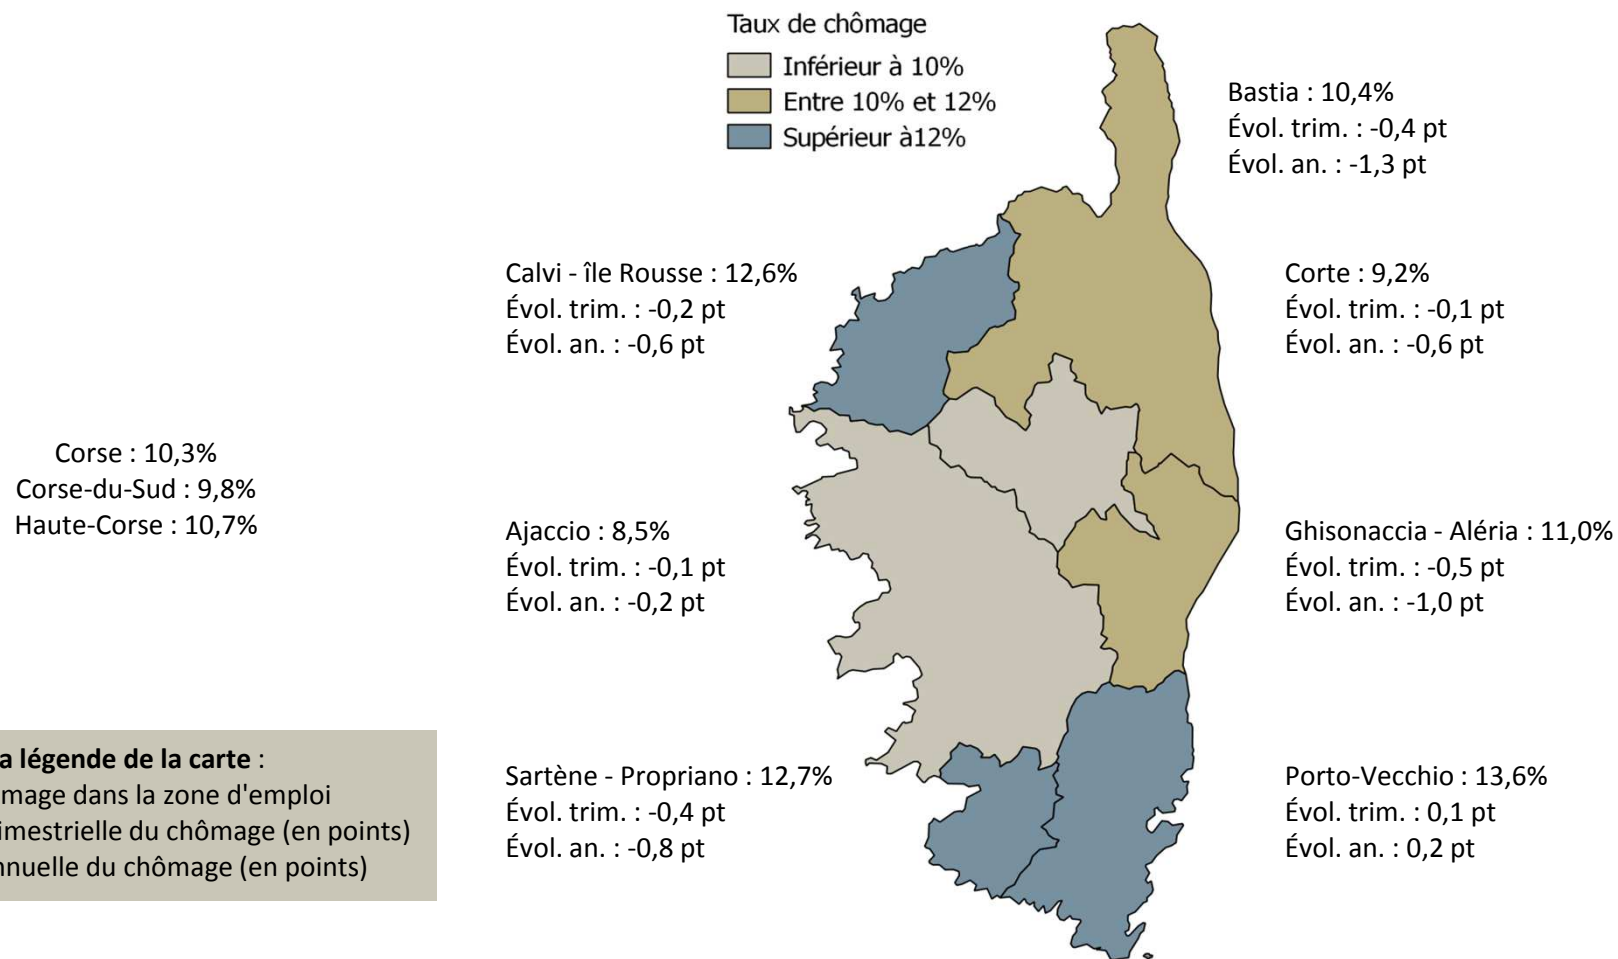 Taux de chômage
Inférieur à 10%
Entre 10% et 12%
Supérieur à12%
Bastia : 10,4%
Évol. trim. : -0,4 pt
Évol. an. : -1,3 pt
Calvi - île Rousse : 12,6%
Évol. trim. : -0,2 pt
Évol. an. : -0,6 pt
Corte : 9,2%
Évol. trim. : -0,1 pt
Évol. an. : -0,6 pt
Corse : 10,3%
Corse-du-Sud : 9,8%
Haute-Corse : 10,7%
Ajaccio : 8,5%
Évol. trim. : -0,1 pt
Évol. an. : -0,2 pt
Ghisonaccia - Aléria : 11,0%
Évol. trim. : -0,5 pt
Évol. an. : -1,0 pt
a légende de la carte :
mage dans la zone d'emploi
imestrielle du chômage (en points)
nnuelle du chômage (en points)
Sartène - Propriano : 12,7%
Évol. trim. : -0,4 pt
Évol. an. : -0,8 pt
Porto-Vecchio : 13,6%
Évol. trim. : 0,1 pt
Évol. an. : 0,2 pt